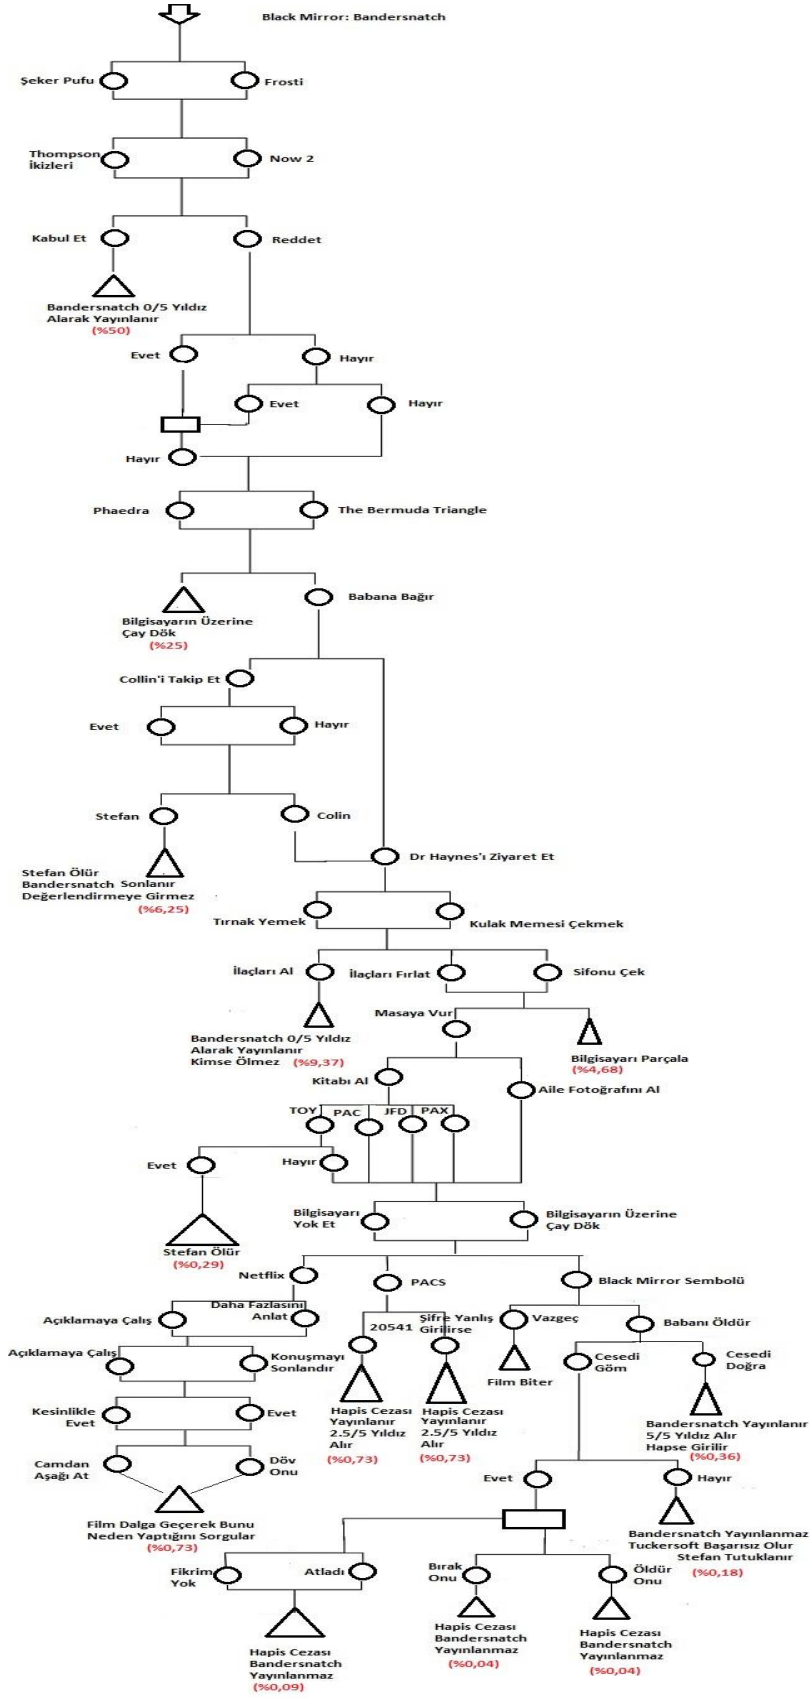 Black Mirror: Bandersnatch
Şeker Pufu
Frosti
Thompson
İkizleri
Now 2
Kabul Et
Reddet
Bandersnatch 0/5 Yıldız
Alarak Yayınlanır
(%50)
Evet
Hayır
Evet
Hayır
Hayır
Phaedra
The Bermuda Triangle
Babana Bağır
Bilgisayarın Üzerine
Çay Dök
(%25)
Collin'i Takip Et
Evet
Hayır
Stefan
Colin
Dr Haynes'ı Ziyaret Et
Stefan Ölür
Bandersnatch Sonlanır
Değerlendirmeye Girmez
(%6,25)
Tırnak Yemek
Kulak Memesi Çekmek
İlaçları Al
İlaçları Fırlat
Sifonu Çek
Masaya Vur
Bandersnatch 0/5 Yıldız
Alarak Yayınlanır
Kimse Ölmez (%9,37)
Bilgisayarı Parçala
(%4,68)
Kitabı Al
Aile Fotoğrafını Al
TOY
PAC
JFD
PAX
Evet
Hayır
Stefan Ölür
(%0,29)
Bilgisayarı
Yok Et
Bilgisayarın Üzerine
Çay Dök
Netflix
PACS
Black Mirror Sembolü
Açıklamaya Çalış
Daha Fazlasını
Anlat
20541
Şifre Yanlış
Girilirse
Vazgeç
Babanı Öldür
Açıklamaya Çalış
Konuşmayı
Sonlandır
Film Biter
Cesedi
Göm
Cesedi
Doğra
Kesinlikle
Evet
Evet
Hapis Cezası
Yayınlanır
2.5/5 Yıldız
Alır
(%0,73)
Hapis Cezası
Yayınlanır
2.5/5 Yıldız
Alır
(%0,73)
Bandersnatch Yayınlanır
5/5 Yıldız Alır
Hapse Girilir
(%0,36)
Camdan
Aşağı At
Döv
Onu
Film Dalga Geçerek Bunu
Neden Yaptığını Sorgular
(%0,73)
Evet
Hayır
Bandersnatch Yayınlanmaz
Tuckersoft Başarısız Olur
Stefan Tutuklanır
(%0,18)
Fikrim
Yok
Atladı
Bırak
Onu
Öldür
Onu
Hapis Cezası
Bandersnatch
Yayınlanmaz
(%0,09)
Hapis Cezası
Bandersnatch
Yayınlanmaz
(%0,04)
Hapis Cezası
Bandersnatch
Yayınlanmaz
(%0,04)